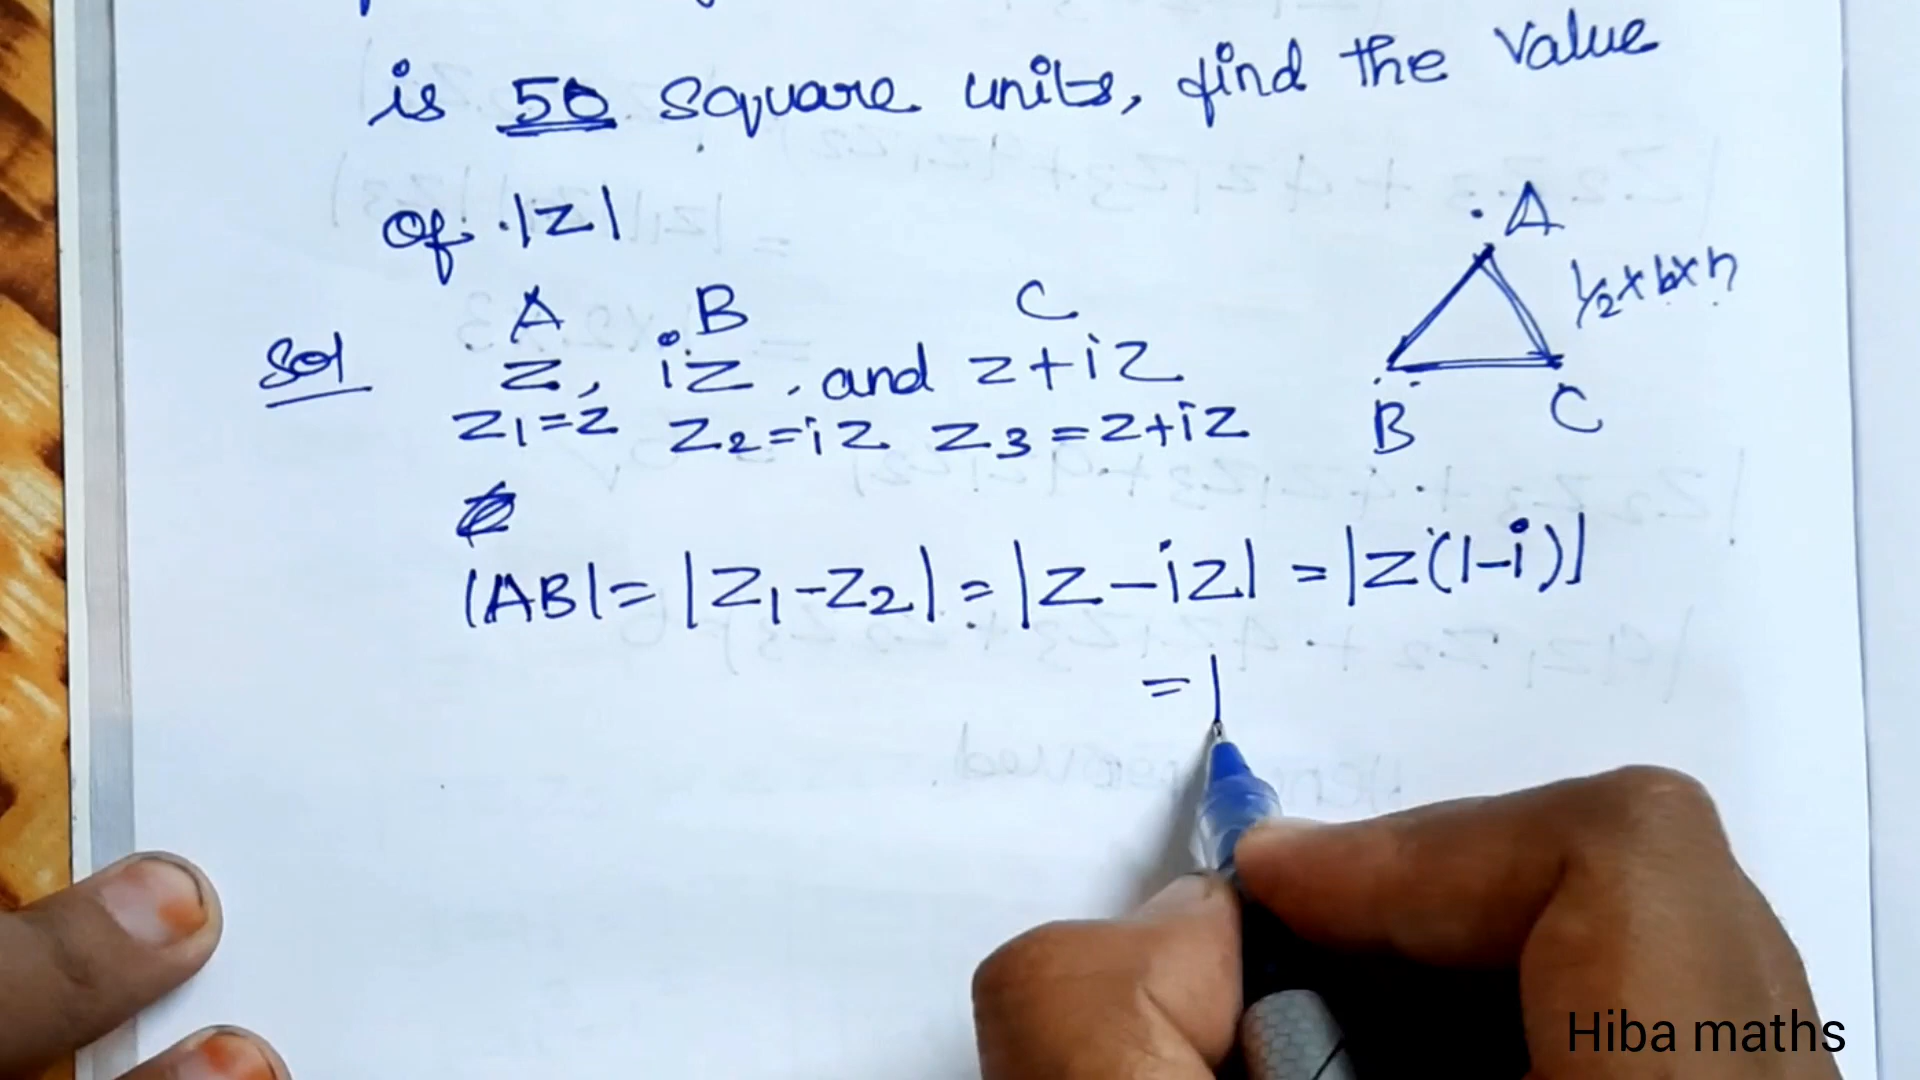 is 50 square units, find the value
of |z|
A
1/2 × b × h
A B C
Sol z, iz, and z+iz
z1=z z2=iz z3=z+iz
B C
|AB| = |z1-z2| = |z-iz| = |z(1-i)|
= |
Hiba maths